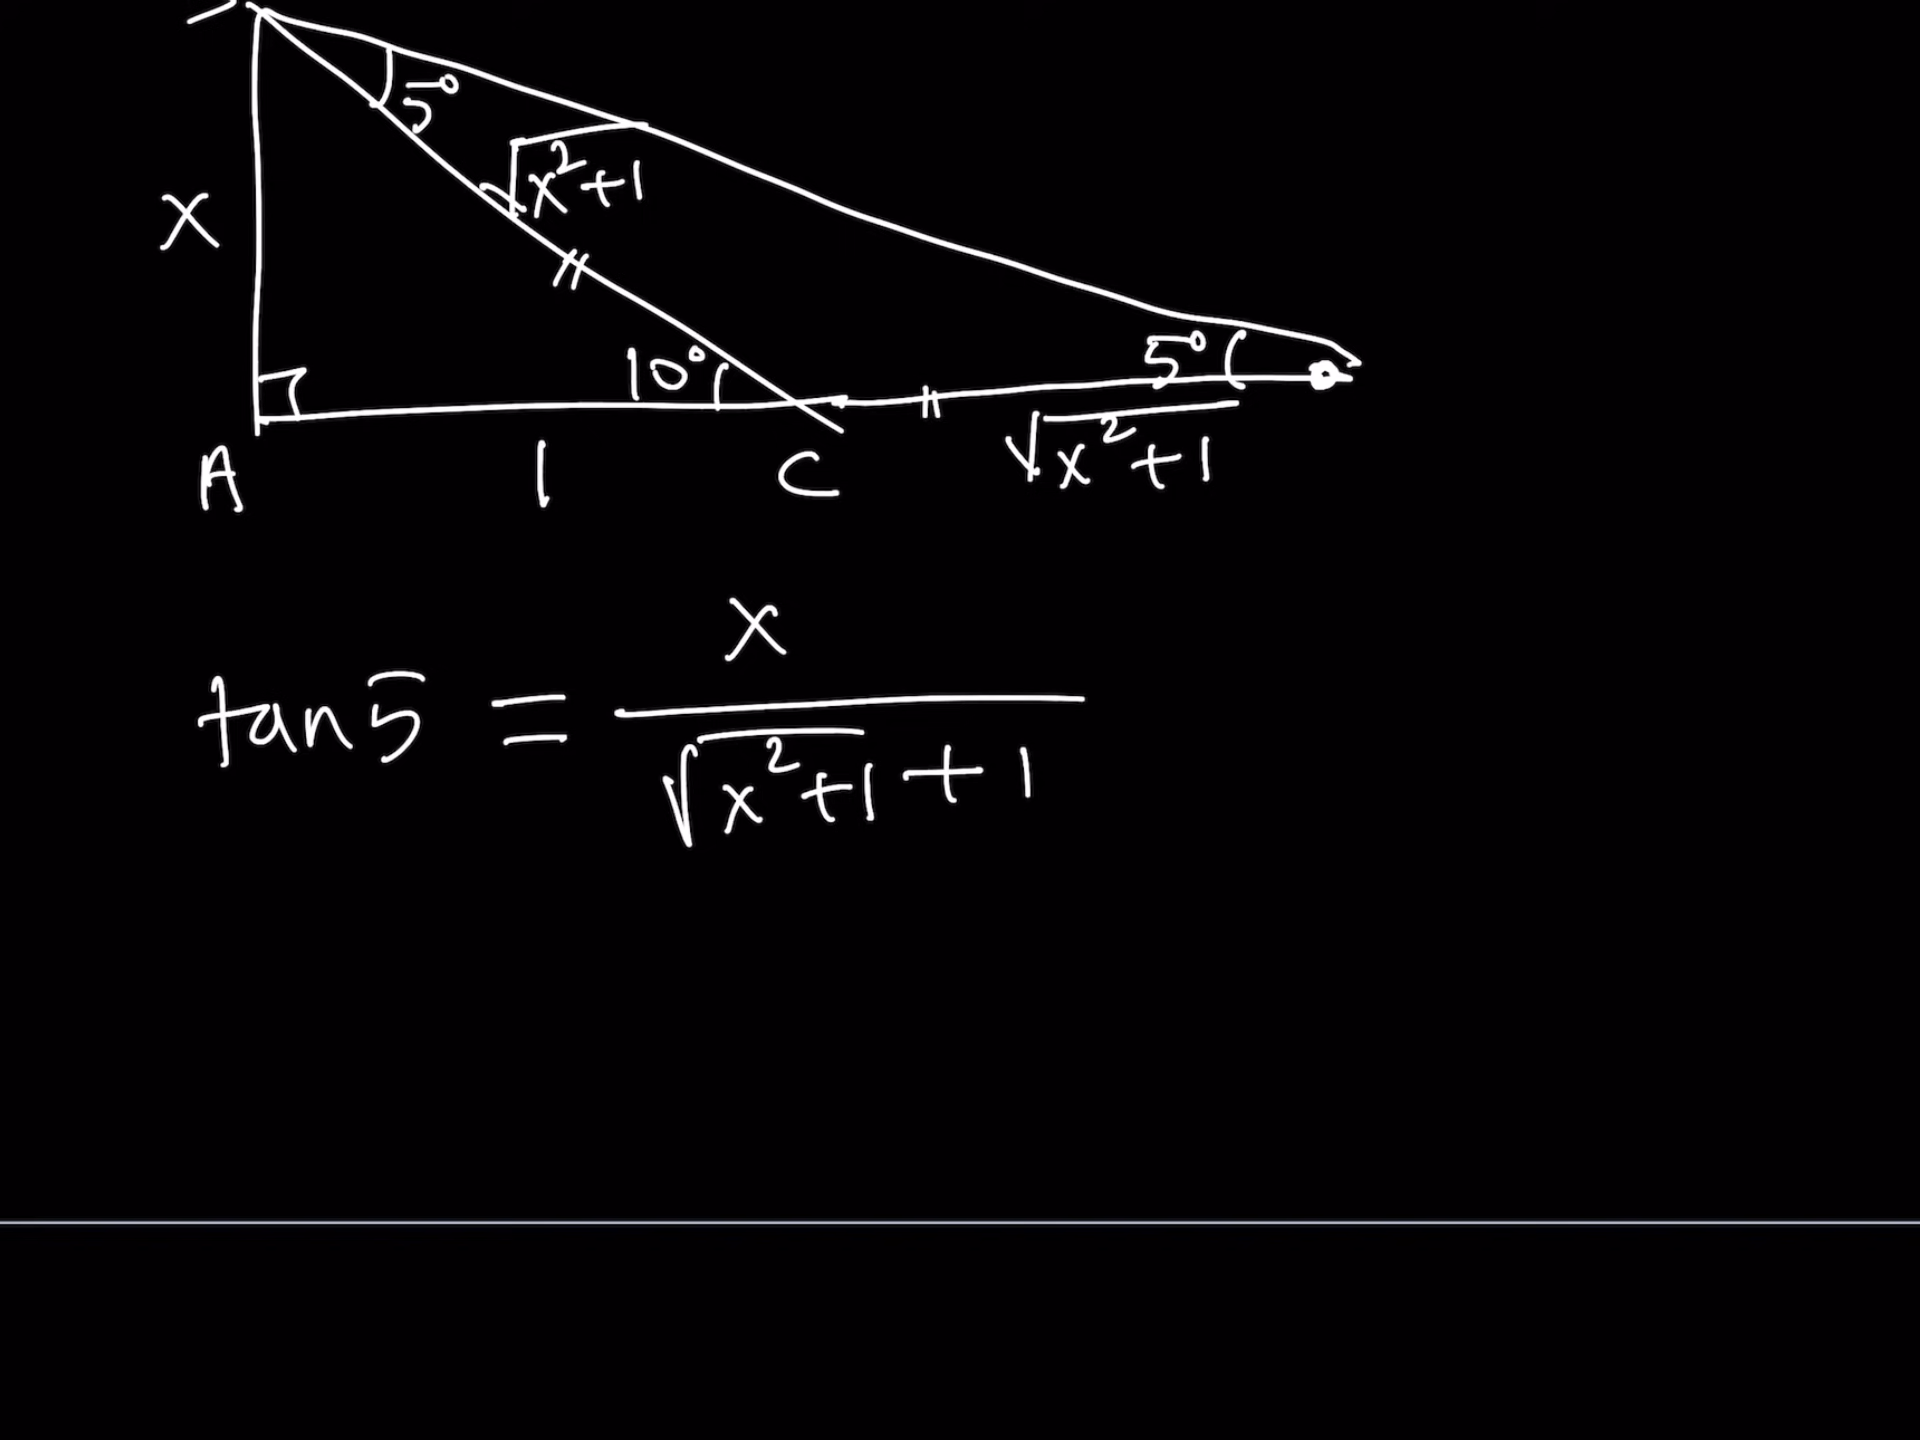 5°
√x²+1
x
10°
5°
A
1
C
√x²+1
tan5 = x / √x²+1 + 1